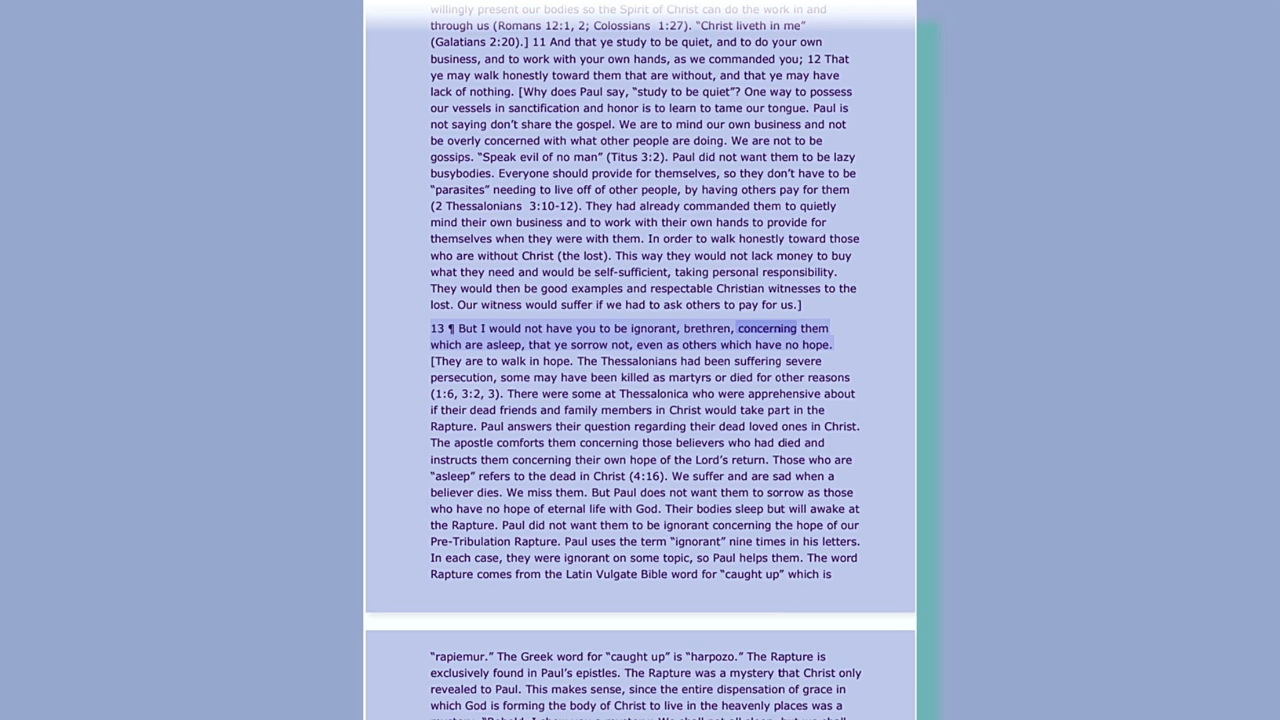 willingly present our bodies so the Spirit of Christ can do the work in and
through us (Romans 12:1, 2; Colossians 1:27). “Christ liveth in me”
(Galatians 2:20).] 11 And that ye study to be quiet, and to do your own
business, and to work with your own hands, as we commanded you; 12 That
ye may walk honestly toward them that are without, and that ye may have
lack of nothing. [Why does Paul say, “study to be quiet”? One way to possess
our vessels in sanctification and honor is to learn to tame our tongue. Paul is
not saying don’t share the gospel. We are to mind our own business and not
be overly concerned with what other people are doing. We are not to be
gossips. “Speak evil of no man” (Titus 3:2). Paul did not want them to be lazy
busybodies. Everyone should provide for themselves, so they don’t have to be
“parasites” needing to live off of other people, by having others pay for them
(2 Thessalonians 3:10-12). They had already commanded them to quietly
mind their own business and to work with their own hands to provide for
themselves when they were with them. In order to walk honestly toward those
who are without Christ (the lost). This way they would not lack money to buy
what they need and would be self-sufficient, taking personal responsibility.
They would then be good examples and respectable Christian witnesses to the
lost. Our witness would suffer if we had to ask others to pay for us.]
13 ¶ But I would not have you to be ignorant, brethren, concerning them
which are asleep, that ye sorrow not, even as others which have no hope.
[They are to walk in hope. The Thessalonians had been suffering severe
persecution, some may have been killed as martyrs or died for other reasons
(1:6, 3:2, 3). There were some at Thessalonica who were apprehensive about
if their dead friends and family members in Christ would take part in the
Rapture. Paul answers their question regarding their dead loved ones in Christ.
The apostle comforts them concerning those believers who had died and
instructs them concerning their own hope of the Lord’s return. Those who are
“asleep” refers to the dead in Christ (4:16). We suffer and are sad when a
believer dies. We miss them. But Paul does not want them to sorrow as those
who have no hope of eternal life with God. Their bodies sleep but will awake at
the Rapture. Paul did not want them to be ignorant concerning the hope of our
Pre-Tribulation Rapture. Paul uses the term “ignorant” nine times in his letters.
In each case, they were ignorant on some topic, so Paul helps them. The word
Rapture comes from the Latin Vulgate Bible word for “caught up” which is
“rapiemur.” The Greek word for “caught up” is “harpozo.” The Rapture is
exclusively found in Paul’s epistles. The Rapture was a mystery that Christ only
revealed to Paul. This makes sense, since the entire dispensation of grace in
which God is forming the body of Christ to live in the heavenly places was a
mystery. “Behold, I shew you a mystery; We shall not all sleep, but we shall